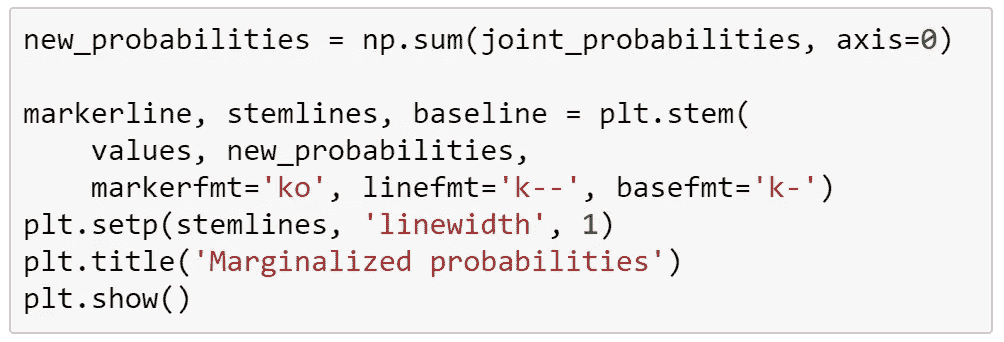 new_probabilities = np.sum(joint_probabilities, axis=0)

markerline, stemlines, baseline = plt.stem(
    values, new_probabilities,
    markerfmt='ko', linefmt='k--', basefmt='k-')
plt.setp(stemlines, 'linewidth', 1)
plt.title('Marginalized probabilities')
plt.show()